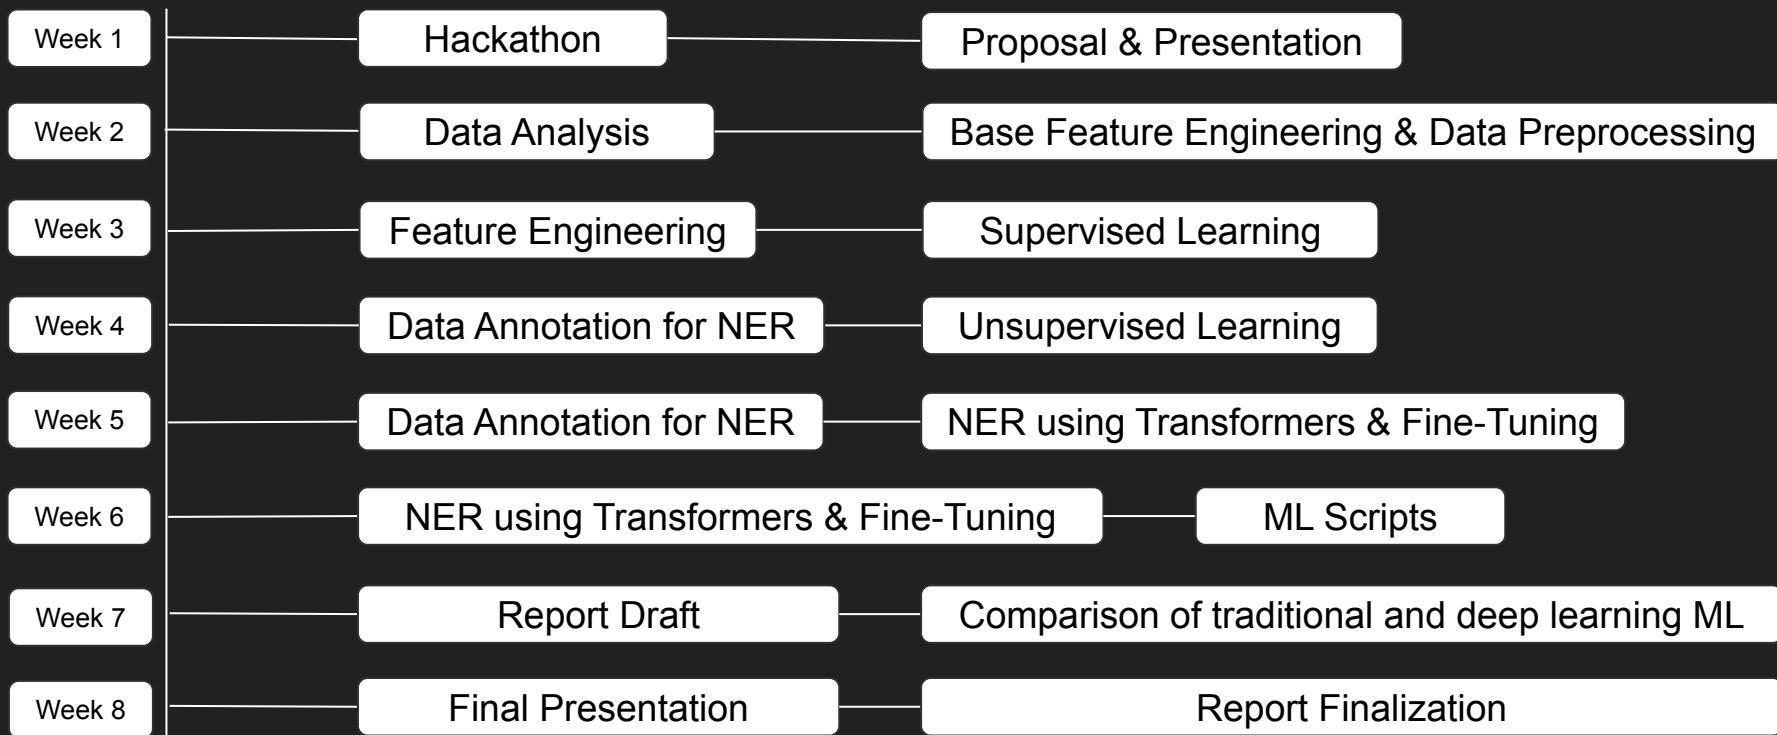 Week 1
Hackathon
Proposal & Presentation
Week 2
Data Analysis
Base Feature Engineering & Data Preprocessing
Week 3
Feature Engineering
Supervised Learning
Week 4
Data Annotation for NER
Unsupervised Learning
Week 5
Data Annotation for NER
NER using Transformers & Fine-Tuning
Week 6
NER using Transformers & Fine-Tuning
ML Scripts
Week 7
Report Draft
Comparison of traditional and deep learning ML
Week 8
Final Presentation
Report Finalization